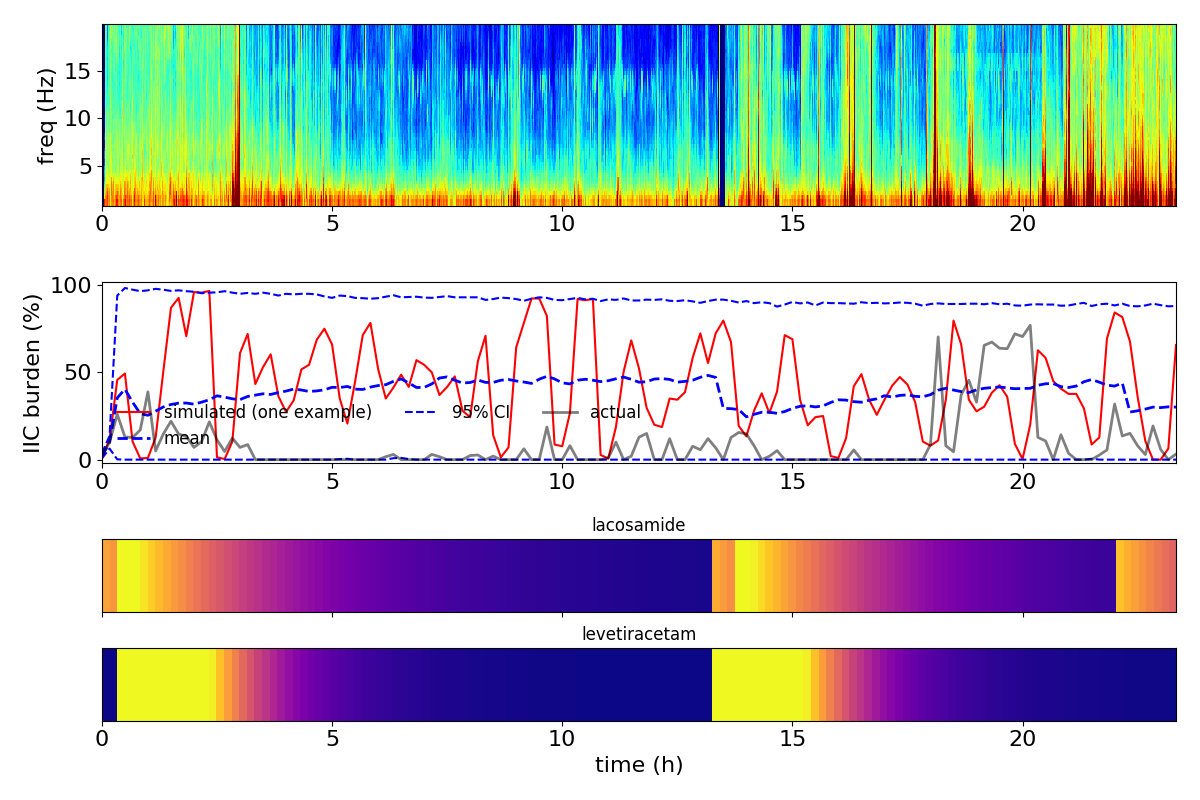 freq (Hz)
15
10
5
0 5 10 15 20
IIC burden (%)
100
50
0
simulated (one example) 95% CI actual
mean
0 5 10 15 20
lacosamide
levetiracetam
0 5 10 15 20
time (h)